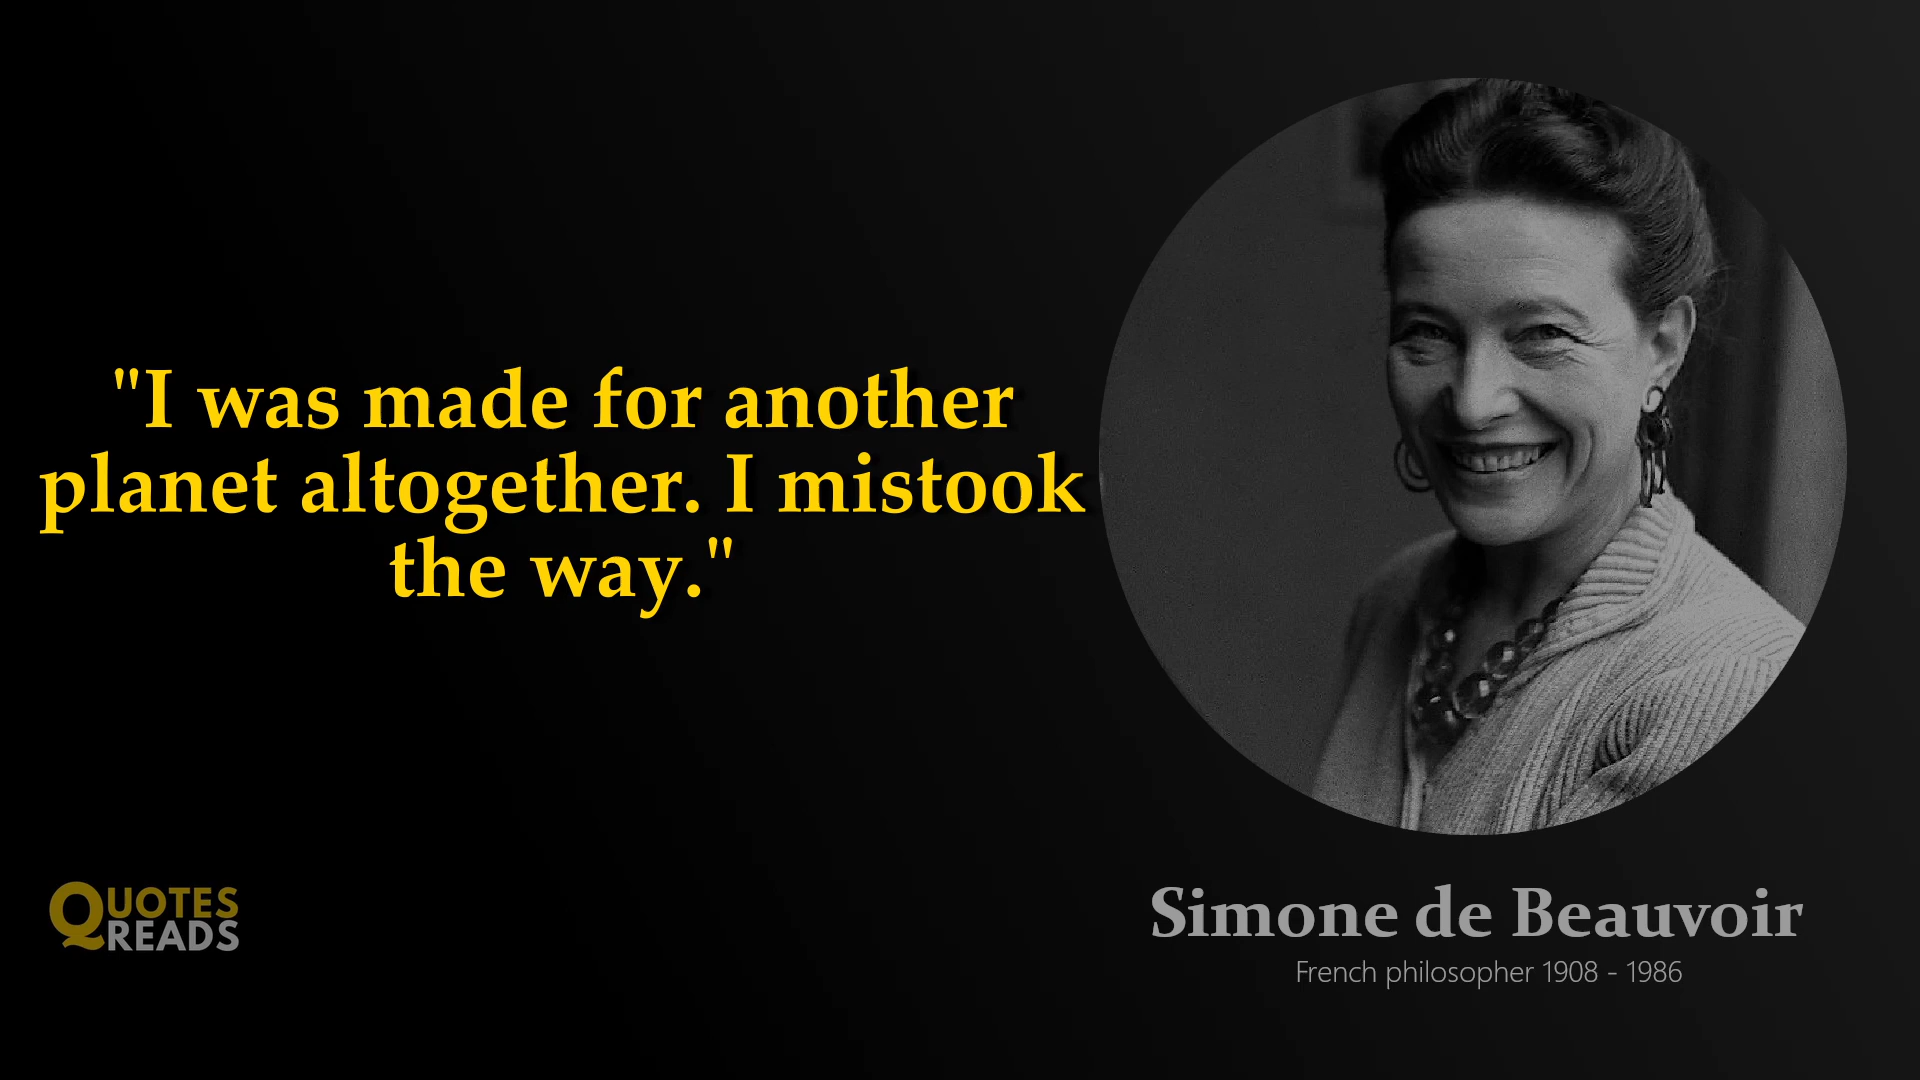 "I was made for another
planet altogether. I mistook
the way."
QUOTES
READS
Simone de Beauvoir
French philosopher 1908 - 1986